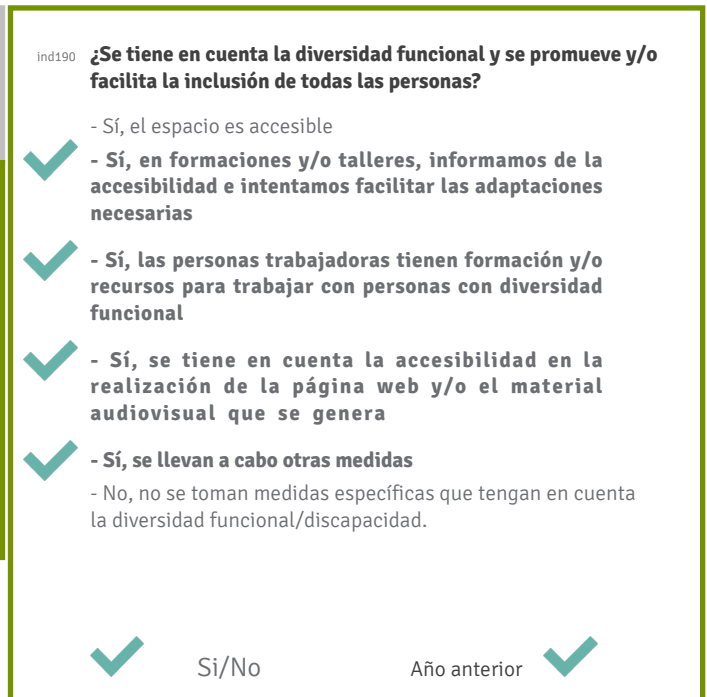 ind190 ¿Se tiene en cuenta la diversidad funcional y se promueve y/o
facilita la inclusión de todas las personas?
- Sí, el espacio es accesible
- Sí, en formaciones y/o talleres, informamos de la
accesibilidad e intentamos facilitar las adaptaciones
necesarias
- Sí, las personas trabajadoras tienen formación y/o
recursos para trabajar con personas con diversidad
funcional
- Sí, se tiene en cuenta la accesibilidad en la
realización de la página web y/o el material
audiovisual que se genera
- Sí, se llevan a cabo otras medidas
- No, no se toman medidas específicas que tengan en cuenta
la diversidad funcional/discapacidad.
Si/No Año anterior